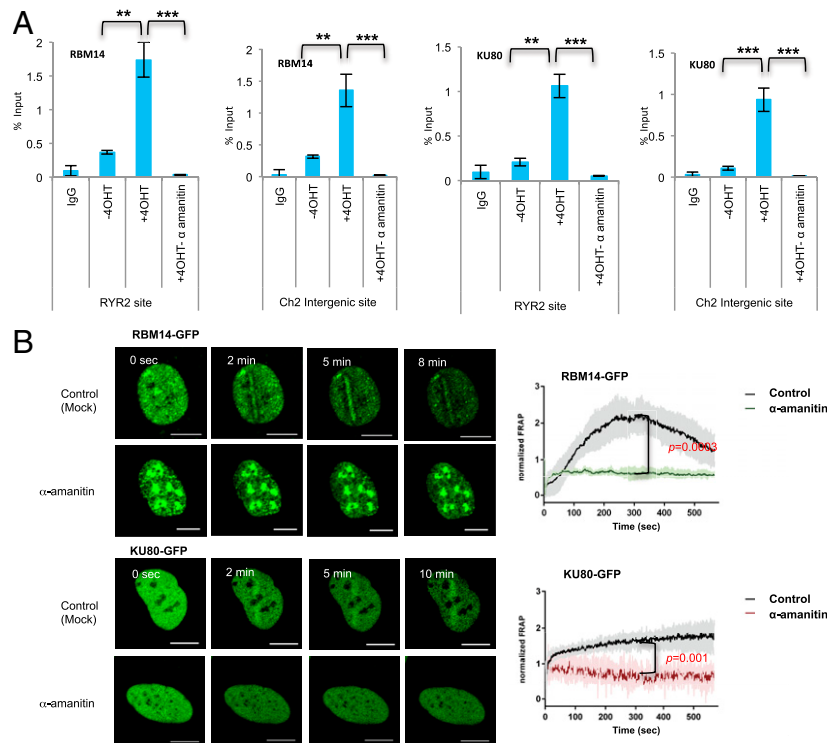 A
** ***
RBM14
% Input
2
1.5
1
0.5
0
IgG
-4OHT
+4OHT
+4OHT- α amanitin
RYR2 site
** ***
RBM14
% Input
2
1.5
1
0.5
0
IgG
-4OHT
+4OHT
+4OHT- α amanitin
Ch2 Intergenic site
** ***
KU80
% Input
1.5
1
0.5
0
IgG
-4OHT
+4OHT
+4OHT- α amanitin
RYR2 site
*** ***
KU80
% Input
1.5
1
0.5
0
IgG
-4OHT
+4OHT
+4OHT- α amanitin
Ch2 Intergenic site
B
RBM14-GFP
0 sec 2 min 5 min 8 min
Control
(Mock)
α-amanitin
RBM14-GFP
Control
α-amanitin
p=0.0003
normalized FRAP
3
2
1
0
0 100 200 300 400 500
Time (sec)
KU80-GFP
0 sec 2 min 5 min 10 min
Control
(Mock)
α-amanitin
KU80-GFP
Control
α-amanitin
p=0.001
normalized FRAP
3
2
1
0
0 100 200 300 400 500
Time (sec)